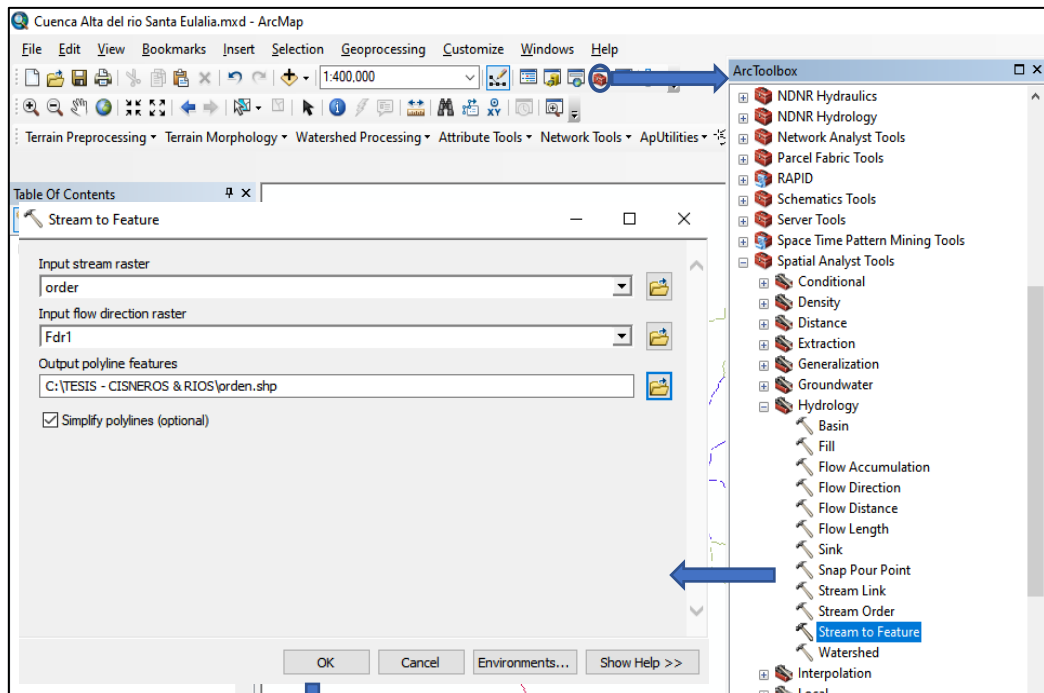 Cuenca Alta del rio Santa Eulalia.mxd - ArcMap
File Edit View Bookmarks Insert Selection Geoprocessing Customize Windows Help
1:400,000
Terrain Preprocessing Terrain Morphology Watershed Processing Attribute Tools Network Tools ApUtilities
Table Of Contents
Stream to Feature
Input stream raster
order
Input flow direction raster
Fdr1
Output polyline features
C:\TESIS - CISNEROS & RIOS\orden.shp
Simplify polylines (optional)
OK Cancel Environments... Show Help >>
ArcToolbox
NDNR Hydraulics
NDNR Hydrology
Network Analyst Tools
Parcel Fabric Tools
RAPID
Schematics Tools
Server Tools
Space Time Pattern Mining Tools
Spatial Analyst Tools
Conditional
Density
Distance
Extraction
Generalization
Groundwater
Hydrology
Basin
Fill
Flow Accumulation
Flow Direction
Flow Distance
Flow Length
Sink
Snap Pour Point
Stream Link
Stream Order
Stream to Feature
Watershed
Interpolation